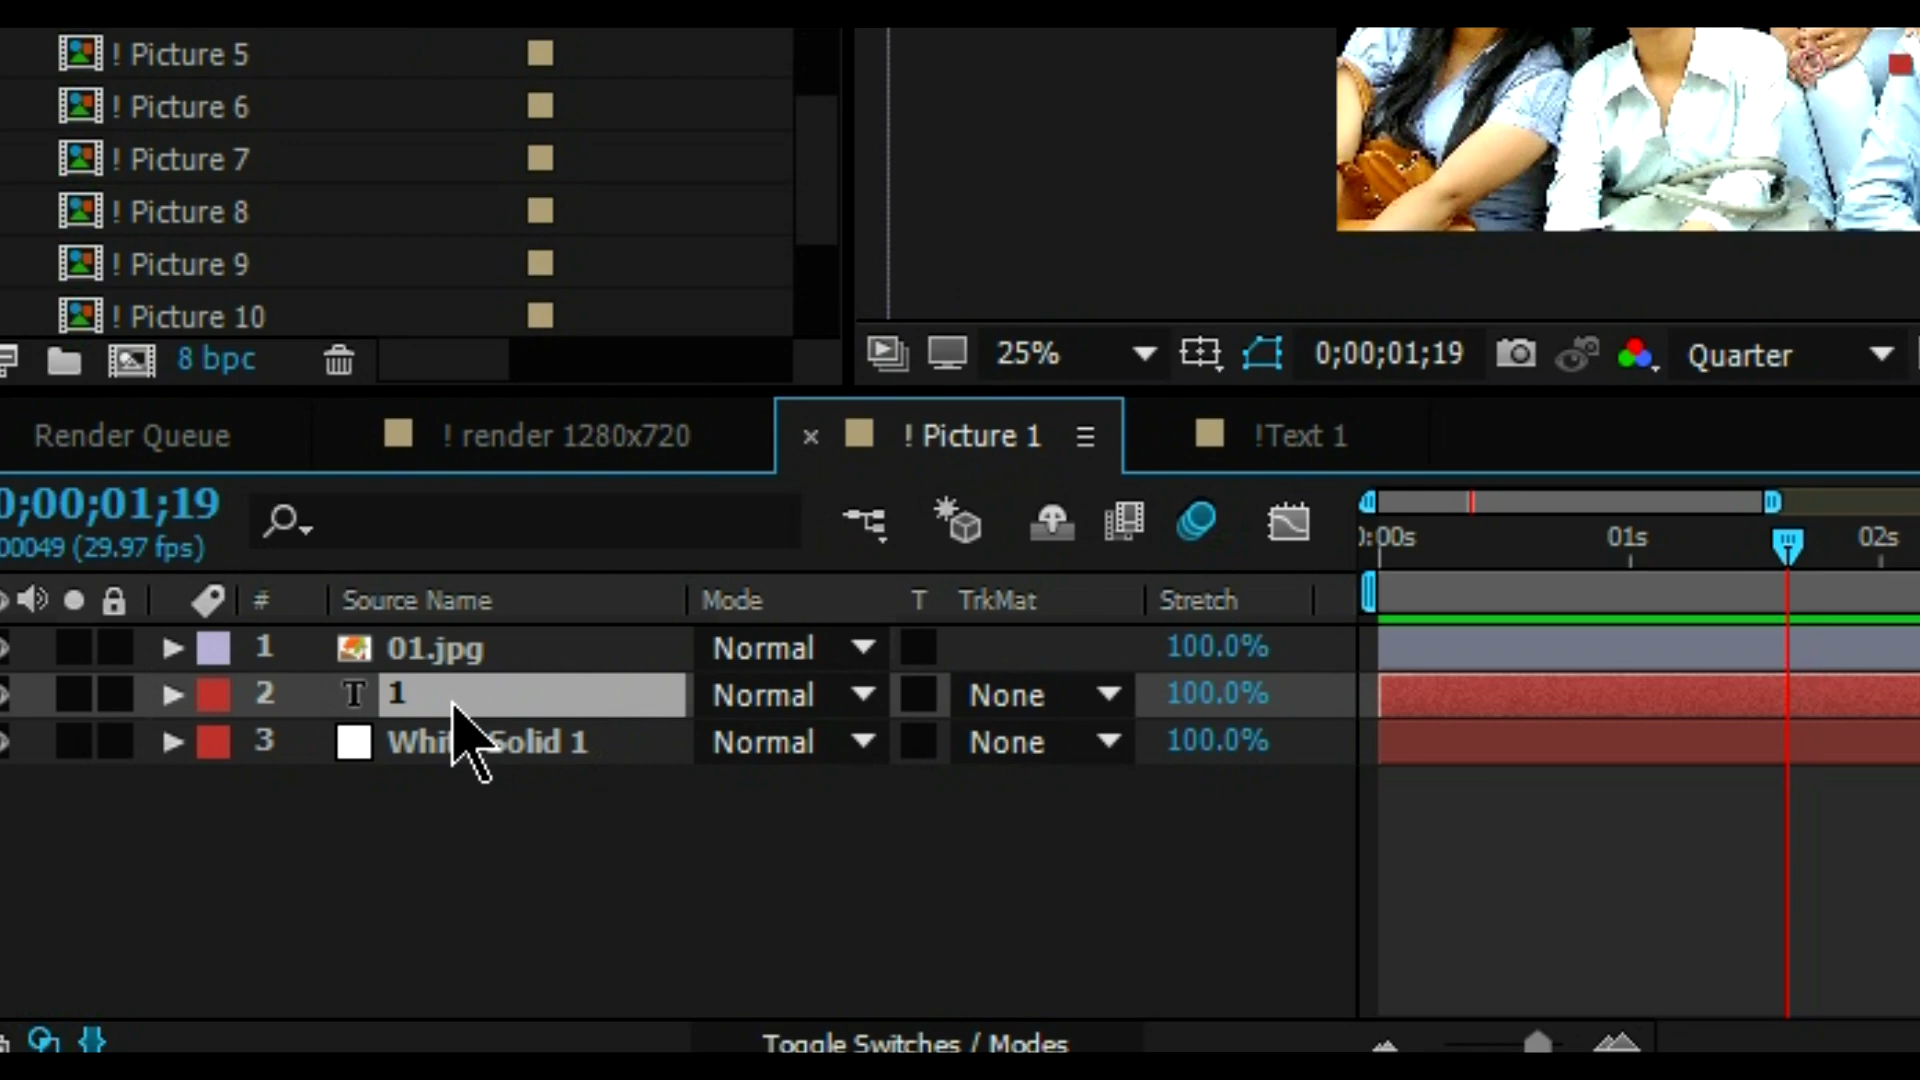 ! Picture 5
! Picture 6
! Picture 7
! Picture 8
! Picture 9
! Picture 10
8 bpc
25%
0;00;01;19
Quarter
Render Queue
! render 1280x720
× ! Picture 1
!Text 1
0;00;01;19
00049 (29.97 fps)
):00s 01s 02s
# Source Name Mode T TrkMat Stretch
1 01.jpg Normal 100.0%
2 T 1 Normal None 100.0%
3 Solid 1 Normal None 100.0%
Toggle Switches / Modes